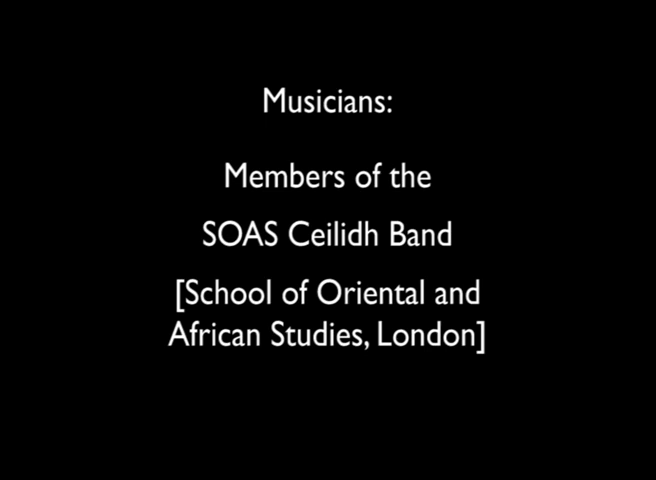 Musicians:
Members of the
SOAS Ceilidh Band
[School of Oriental and
African Studies, London]